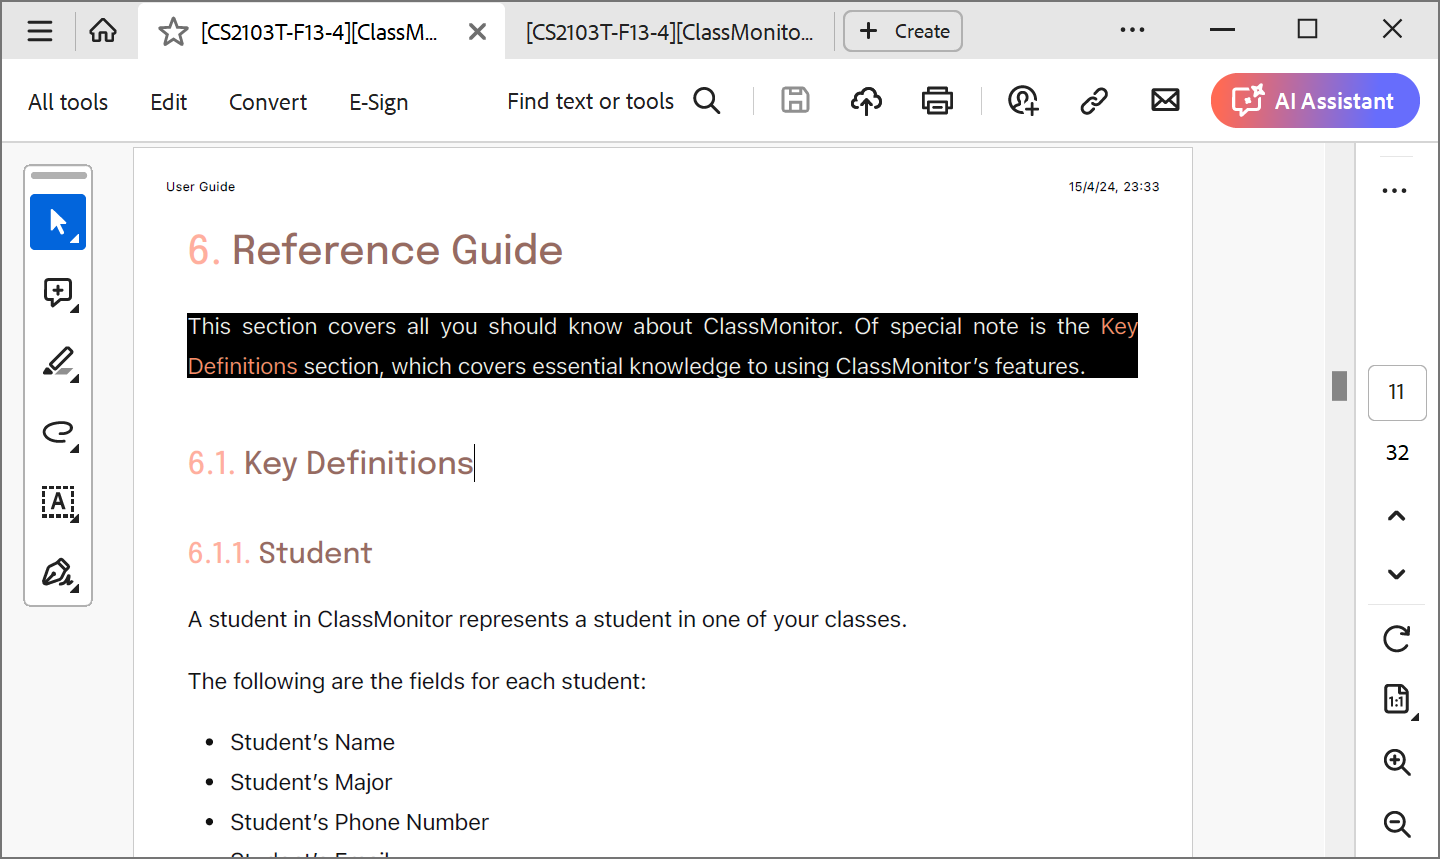 [CS2103T-F13-4][ClassM...
[CS2103T-F13-4][ClassMonito...
Create
All tools
Edit
Convert
E-Sign
Find text or tools
AI Assistant
User Guide
15/4/24, 23:33
6. Reference Guide
This section covers all you should know about ClassMonitor. Of special note is the Key
Definitions section, which covers essential knowledge to using ClassMonitor’s features.
6.1. Key Definitions
6.1.1. Student
A student in ClassMonitor represents a student in one of your classes.
The following are the fields for each student:
• Student’s Name
• Student’s Major
• Student’s Phone Number
A
11
32
1:1